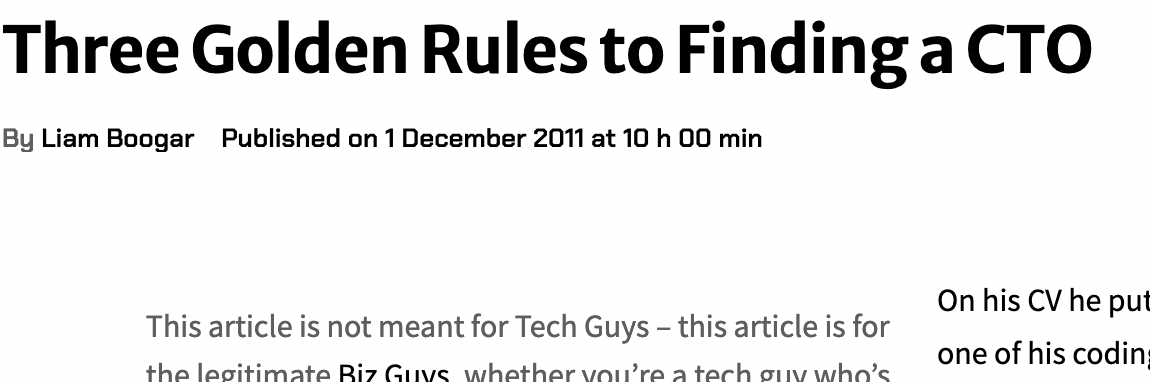 Three Golden Rules to Finding a CTO
By Liam Boogar Published on 1 December 2011 at 10 h 00 min
This article is not meant for Tech Guys – this article is for
the legitimate Biz Guys, whether you're a tech guy who's
On his CV he put
one of his coding